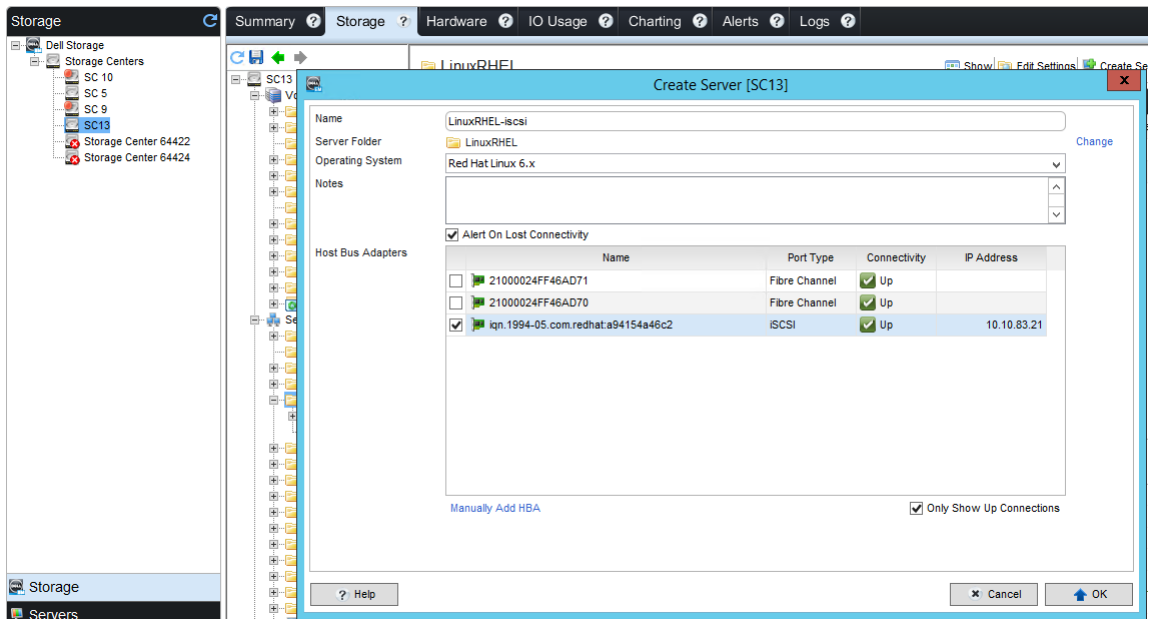 Storage
Summary ? Storage ? Hardware ? IO Usage ? Charting ? Alerts ? Logs ?
Dell Storage
Storage Centers
SC 10
SC 5
SC 9
SC13
Storage Center 64422
Storage Center 64424
SC13
LinuxRHEL
Show Edit Settings Create Se
Create Server [SC13]
x
Name LinuxRHEL-iscsi
Server Folder LinuxRHEL Change
Operating System Red Hat Linux 6.x
Notes
Alert On Lost Connectivity
Host Bus Adapters
Name Port Type Connectivity IP Address
21000024FF46AD71 Fibre Channel Up
21000024FF46AD70 Fibre Channel Up
iqn.1994-05.com.redhat:a94154a46c2 iSCSI Up 10.10.83.21
Manually Add HBA Only Show Up Connections
? Help Cancel OK
Storage
Servers